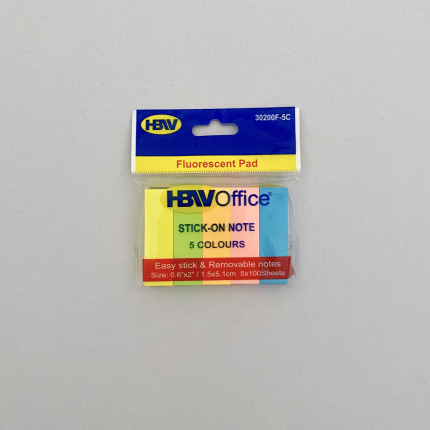 HBW
30200F-5C
Fluorescent Pad
HBWOffice®
STICK-ON NOTE
5 COLOURS
Easy stick & Removable notes
Size: 0.6"x2" / 1.5x5.1cm 5x100Sheets